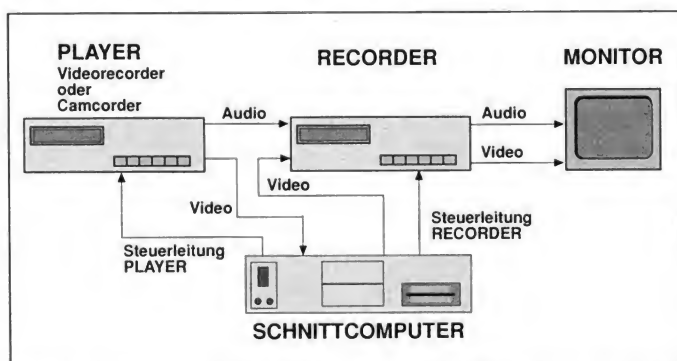 PLAYER
Videorecorder
oder
Camcorder
RECORDER
MONITOR
Audio
Audio
Video
Video
Video
Steuerleitung
PLAYER
Steuerleitung
RECORDER
SCHNITTCOMPUTER